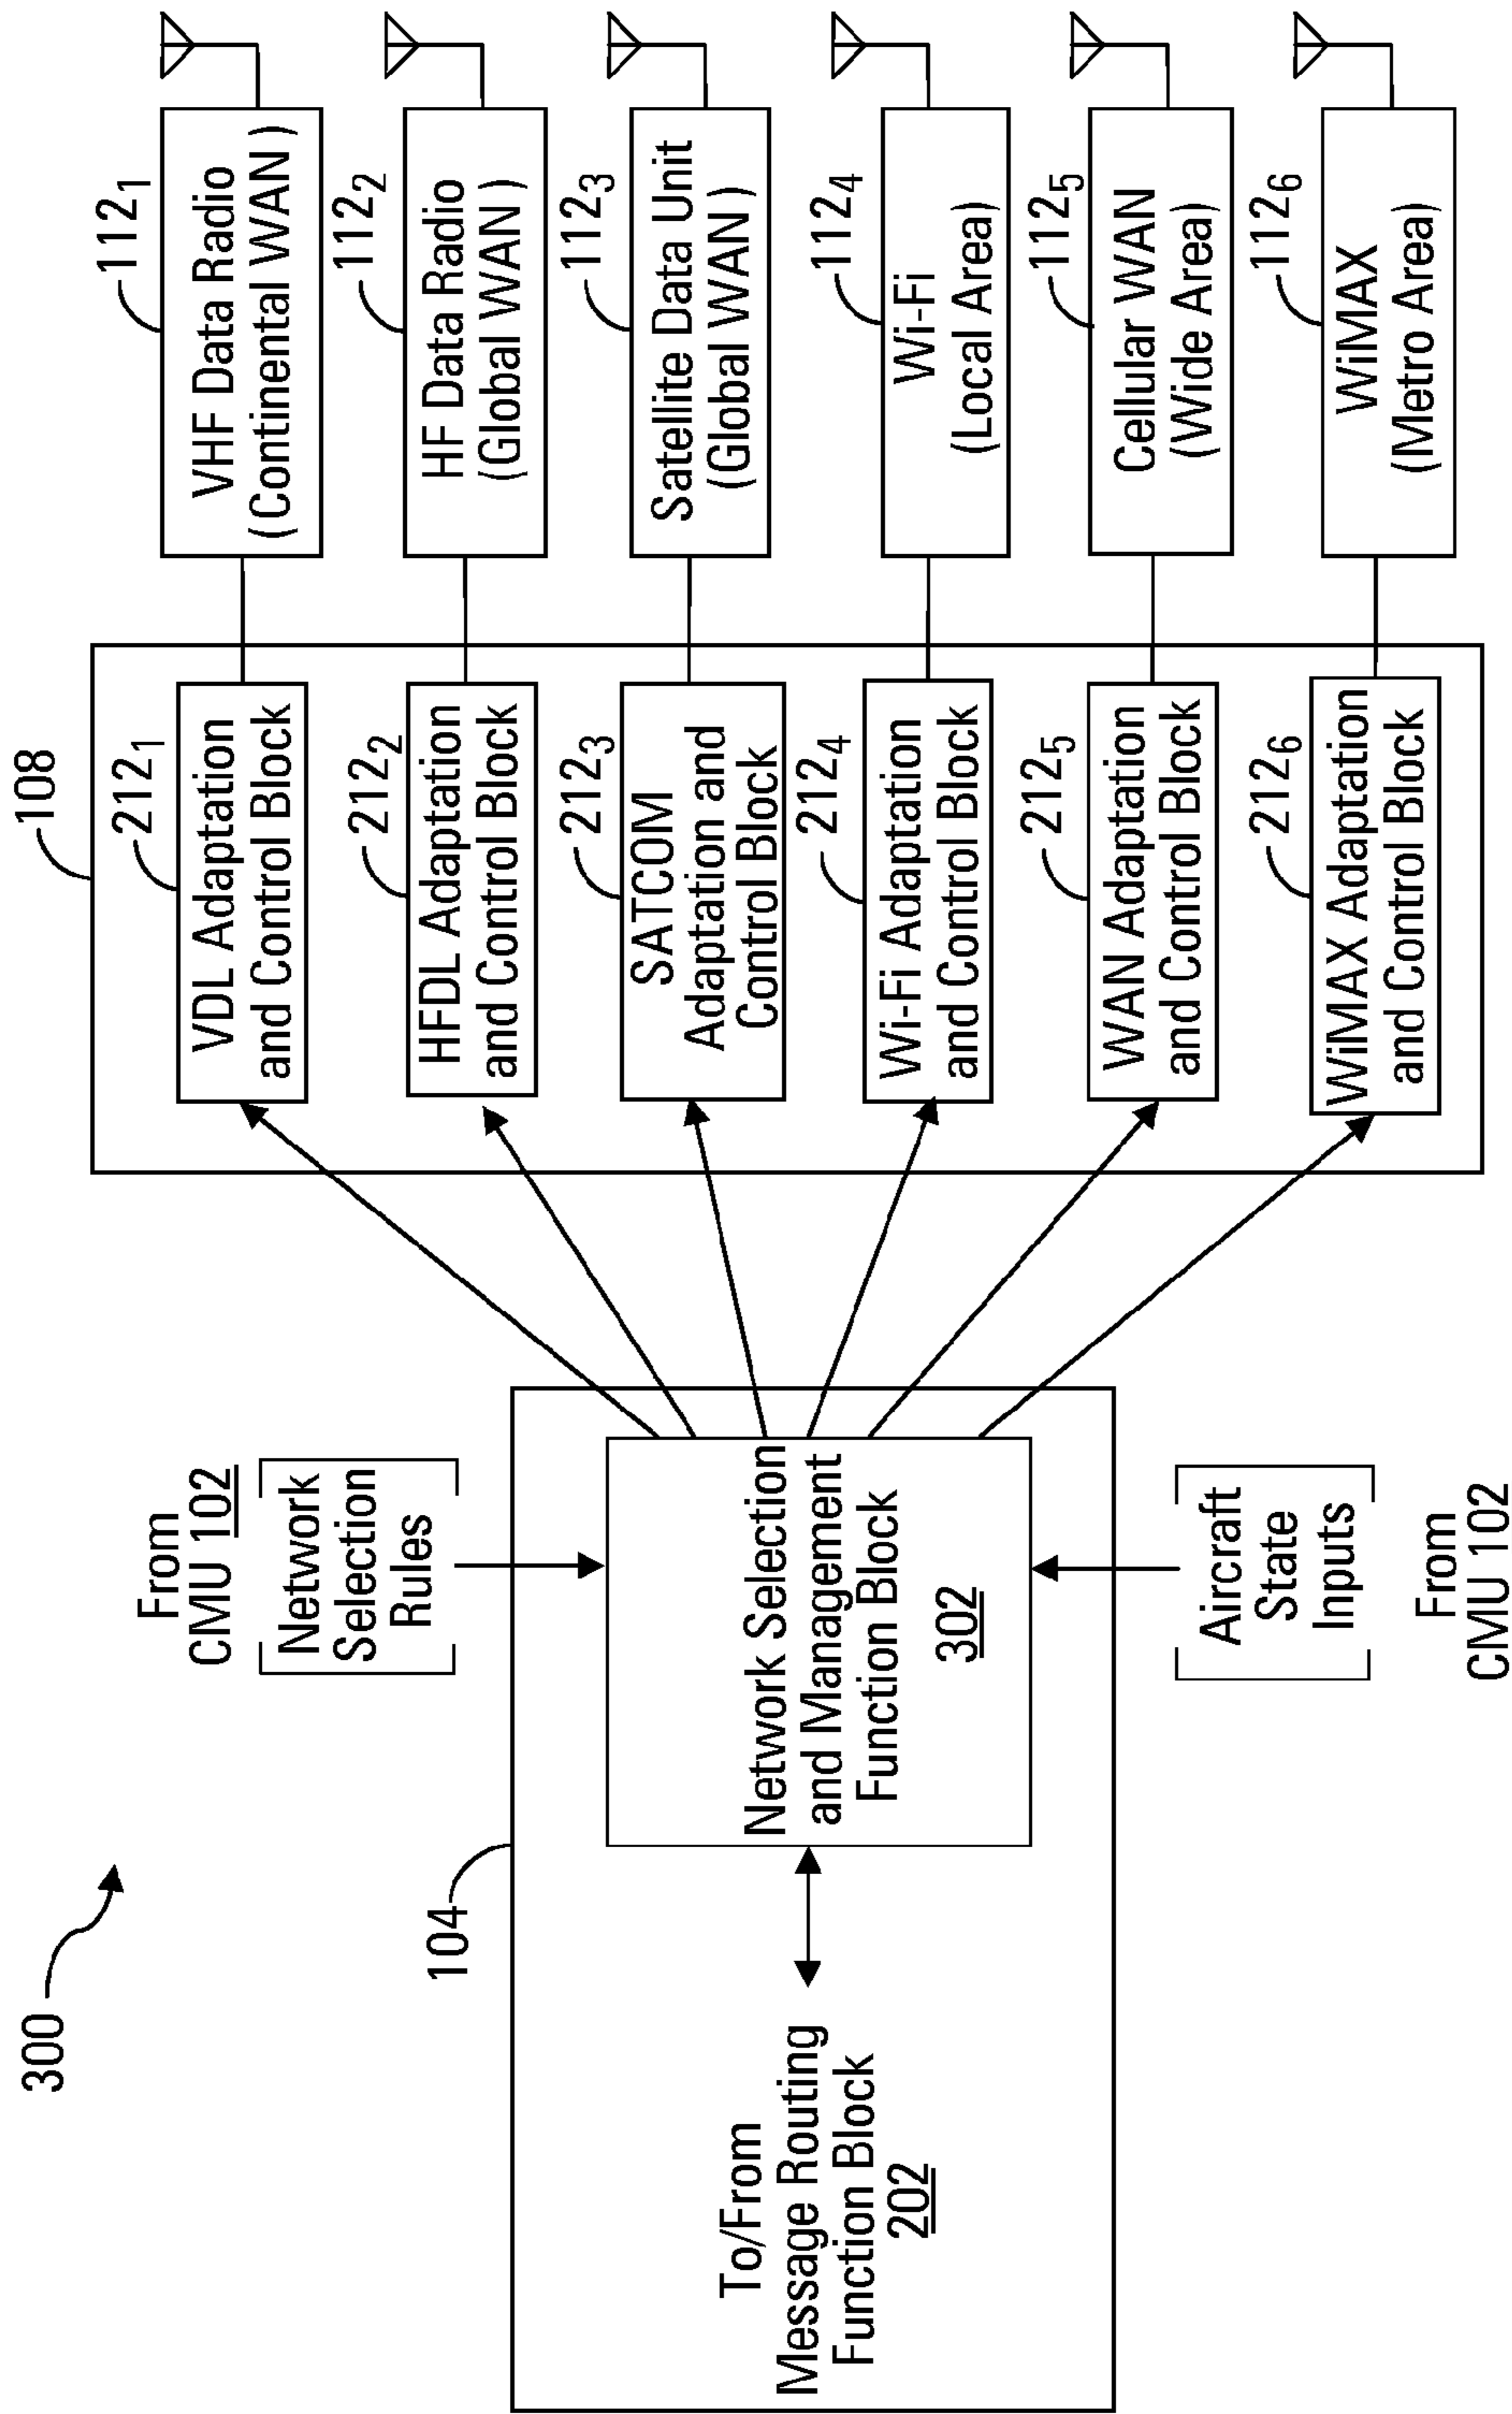 300
104
To/From
Message Routing
Function Block
202
From
CMU 102
Network
Selection
Rules
Network Selection
and Management
Function Block
302
Aircraft
State
Inputs
From
CMU 102
108
212₁
VDL Adaptation
and Control Block
212₂
HFDL Adaptation
and Control Block
212₃
SATCOM
Adaptation and
Control Block
212₄
Wi-Fi Adaptation
and Control Block
212₅
WAN Adaptation
and Control Block
212₆
WiMAX Adaptation
and Control Block
112₁
VHF Data Radio
(Continental WAN)
112₂
HF Data Radio
(Global WAN)
112₃
Satellite Data Unit
(Global WAN)
112₄
Wi-Fi
(Local Area)
112₅
Cellular WAN
(Wide Area)
112₆
WiMAX
(Metro Area)